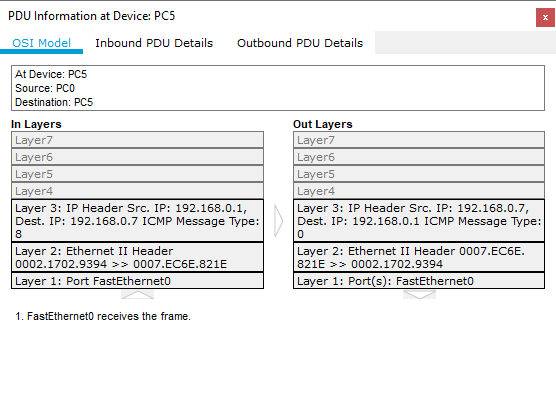 PDU Information at Device: PC5
x
OSI Model Inbound PDU Details Outbound PDU Details
At Device: PC5
Source: PC0
Destination: PC5
In Layers
Layer7
Layer6
Layer5
Layer4
Layer 3: IP Header Src. IP: 192.168.0.1,
Dest. IP: 192.168.0.7 ICMP Message Type:
8
Layer 2: Ethernet II Header
0002.1702.9394 >> 0007.EC6E.821E
Layer 1: Port FastEthernet0
Out Layers
Layer7
Layer6
Layer5
Layer4
Layer 3: IP Header Src. IP: 192.168.0.7,
Dest. IP: 192.168.0.1 ICMP Message Type:
0
Layer 2: Ethernet II Header 0007.EC6E.
821E >> 0002.1702.9394
Layer 1: Port(s): FastEthernet0
1. FastEthernet0 receives the frame.